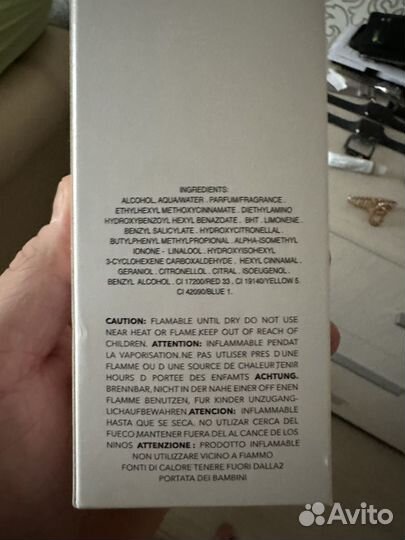 INGREDIENTS:
ALCOHOL, AQUA/WATER . PARFUM/FRAGRANCE .
ETHYLHEXYL METHOXYCINNAMATE . DIETHYLAMINO
HYDROXYBENZOYL HEXYL BENAZDATE . BHT . LIMONENE .
BENZYL SALICYLATE . HYDROXYCITRONELLAL .
BUTYLPHENYL METHYLPROPIONAL . ALPHA-ISOMETHYL
IONONE - LINALOOL . HYDROXYISOHEXYL
3-CYCLOHEXENE CARBOXALDEHYDE . HEXYL CINNAMAL .
GERANIOL . CITRONELLOL . CITRAL . ISOEUGENOL .
BENZYL ALCOHOL . CI 17200/RED 33 . CI 19140/YELLOW 5 .
CI 42090/BLUE 1 .
CAUTION: FLAMABLE UNTIL DRY DO NOT USE
NEAR HEAT OR FLAME,KEEP OUT OF REACH OF
CHILDREN. ATTENTION: INFLAMMABLE PENDAT
LA VAPORISATION.NE PAS UTLISER PRES D'UNE
FLAMME OU D UNE SOURCE DE CHALEUR,TENIR
HOURS D PORTEE DES ENFAMTS ACHTUNG.
BRENNBAR, NICHT IN DER NAHE EINER OFF ENEN
FLAMME BENUTZEN, FUR KINDER UNZUGANG-
LICHAUFBEWAHREN.ATENCION: INFLAMMABLE
HASTA QUE SE SECA. NO UTILIZAR CERCA DEL
FUECO,MANTENER FUERA DEL AL CANCE DE LOS
NINOS . ATTENZIONE : PRODOTTO INFLAMABLE
NON UTILIZZARE VICINO A FIAMMO
FONTI DI CALORE TENERE FUORI DALLA2
PORTATA DEI BAMBINI
Avito